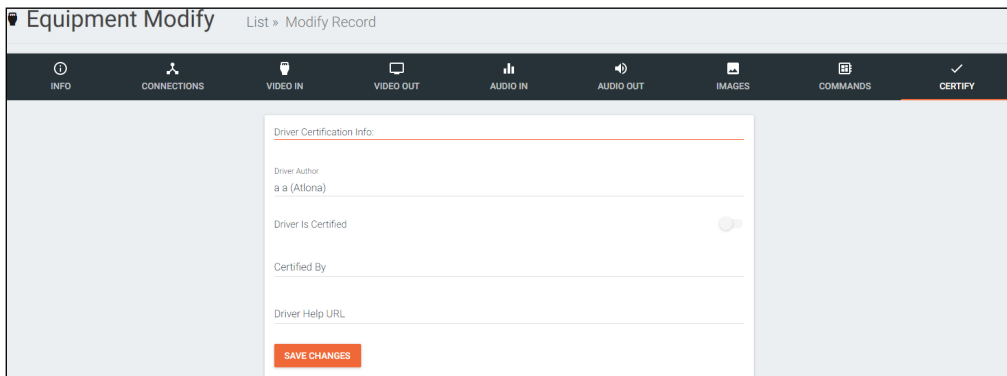 Equipment Modify List » Modify Record
INFO CONNECTIONS VIDEO IN VIDEO OUT AUDIO IN AUDIO OUT IMAGES COMMANDS CERTIFY
Driver Certification Info:
Driver Author
a a (Atlona)
Driver Is Certified
Certified By
Driver Help URL
SAVE CHANGES